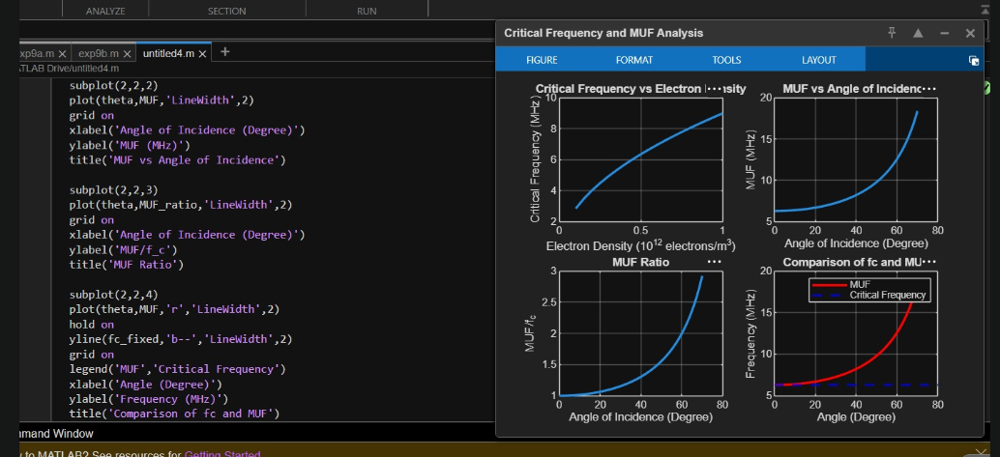 ANALYZE
SECTION
RUN
xp9a.m ×
exp9b.m ×
untitled4.m ×
+
TLAB Drive/untitled4.m
subplot(2,2,2)
plot(theta,MUF,'LineWidth',2)
grid on
xlabel('Angle of Incidence (Degree)')
ylabel('MUF (MHz)')
title('MUF vs Angle of Incidence')
subplot(2,2,3)
plot(theta,MUF_ratio,'LineWidth',2)
grid on
xlabel('Angle of Incidence (Degree)')
ylabel('MUF/f_c')
title('MUF Ratio')
subplot(2,2,4)
plot(theta,MUF,'r','LineWidth',2)
hold on
yline(fc_fixed,'b--','LineWidth',2)
grid on
legend('MUF','Critical Frequency')
xlabel('Angle (Degree)')
ylabel('Frequency (MHz)')
title('Comparison of fc and MUF')
mmand Window
to MATLAB? See resources for Getting Started
Critical Frequency and MUF Analysis
FIGURE
FORMAT
TOOLS
LAYOUT
Critical Frequency vs Electron D···nsity
Critical Frequency (MHz)
10
8
6
4
2
0
0.5
1
Electron Density (10¹² electrons/m³)
MUF vs Angle of Incidenc···
MUF (MHz)
20
15
10
5
0
20
40
60
80
Angle of Incidence (Degree)
MUF Ratio
···
MUF/fc
3
2.5
2
1.5
1
0
20
40
60
80
Angle of Incidence (Degree)
Comparison of fc and MU···
MUF
Critical Frequency
Frequency (MHz)
20
15
10
5
0
20
40
60
80
Angle (Degree)